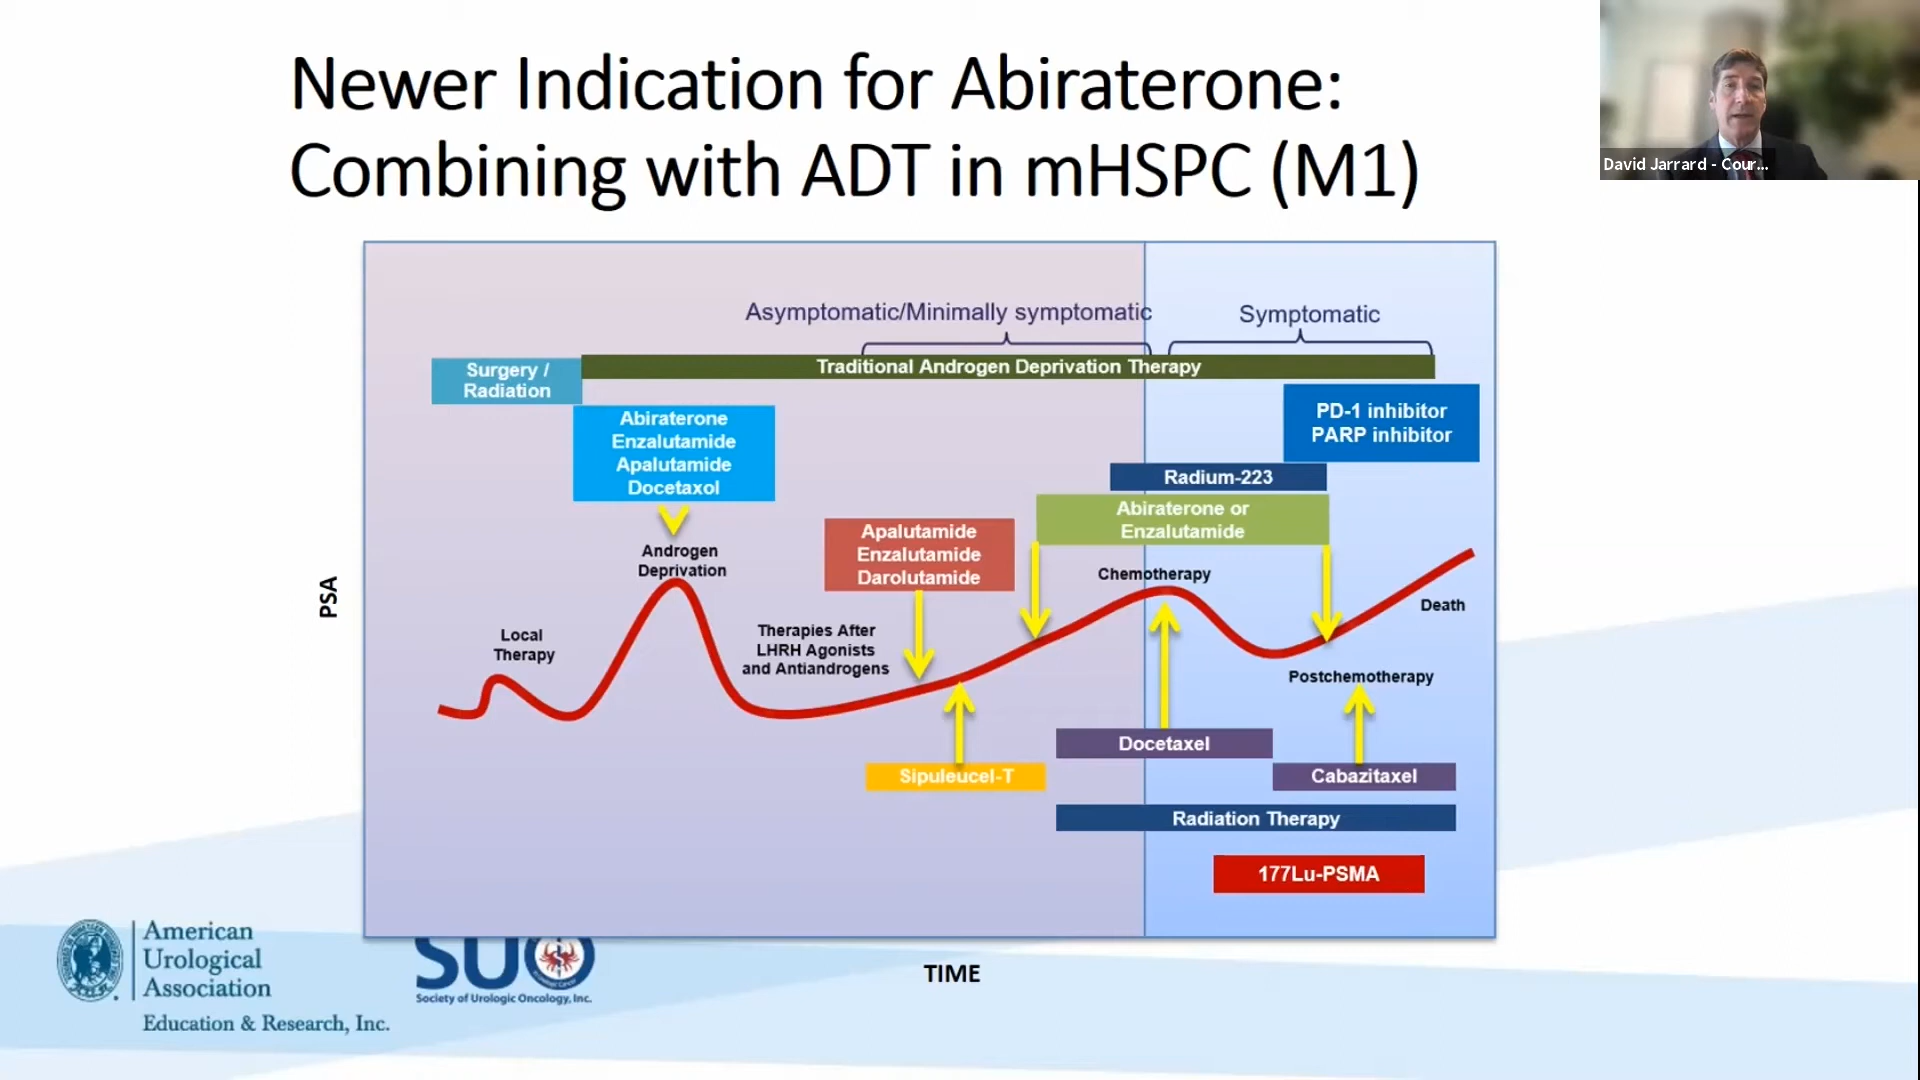 Newer Indication for Abiraterone:
Combining with ADT in mHSPC (M1)
David Jarrard - Cour...
Asymptomatic/Minimally symptomatic
Symptomatic
Surgery /
Radiation
Traditional Androgen Deprivation Therapy
Abiraterone
Enzalutamide
Apalutamide
Docetaxol
PD-1 inhibitor
PARP inhibitor
Radium-223
Abiraterone or
Enzalutamide
Apalutamide
Enzalutamide
Darolutamide
Androgen
Deprivation
Chemotherapy
Death
PSA
Local
Therapy
Therapies After
LHRH Agonists
and Antiandrogens
Postchemotherapy
Docetaxel
Sipuleucel-T
Cabazitaxel
Radiation Therapy
177Lu-PSMA
TIME
American
Urological
Association
Education & Research, Inc.
SUO
Society of Urologic Oncology, Inc.